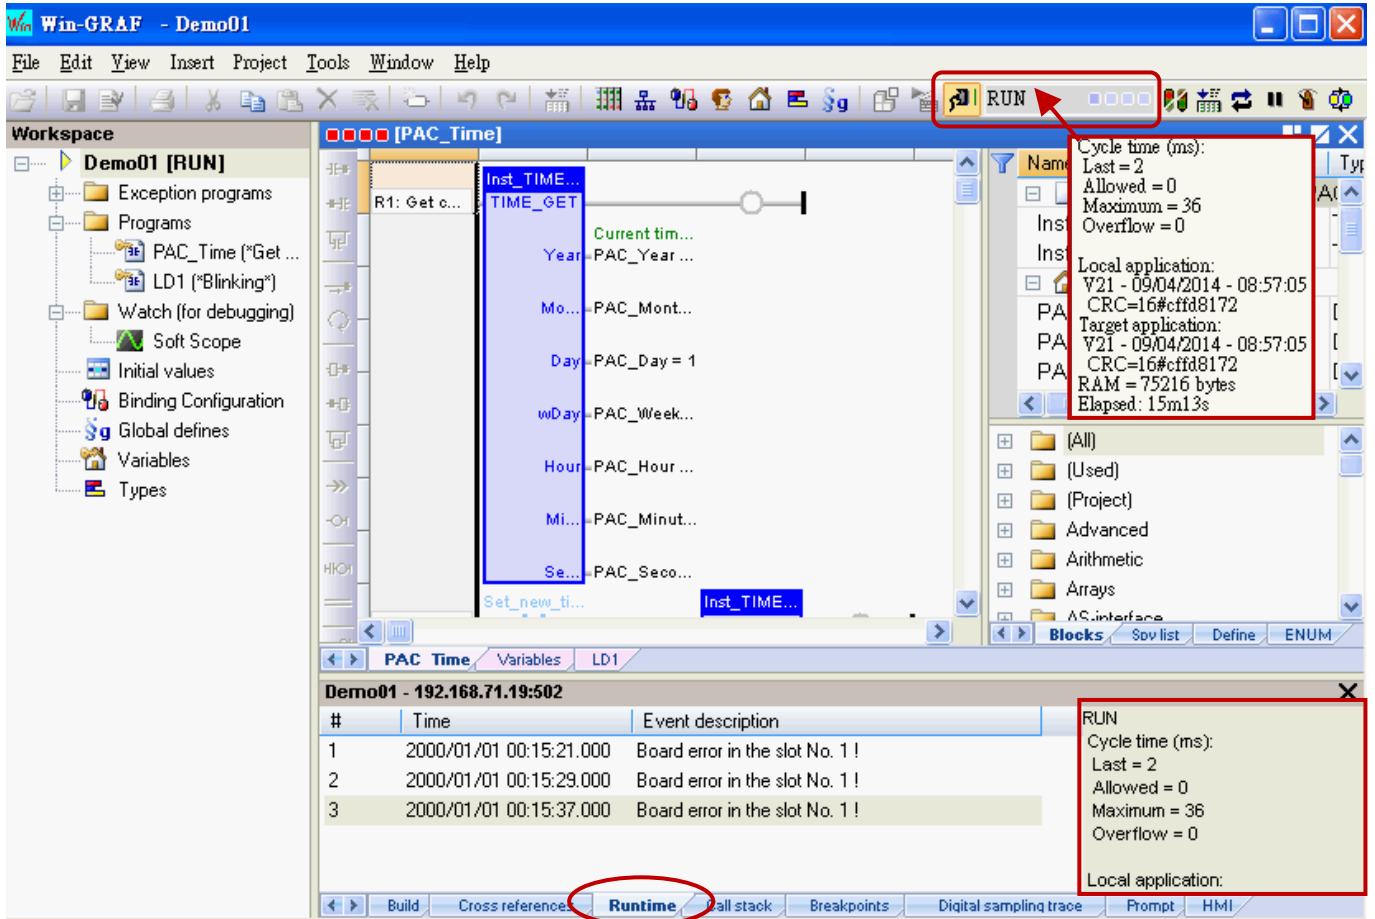 Win-GRAF - Demo01
File Edit View Insert Project Tools Window Help
RUN
Workspace
Demo01 [RUN]
Exception programs
Programs
PAC_Time (*Get ...
LD1 (*Blinking*)
Watch (for debugging)
Soft Scope
Initial values
Binding Configuration
Global defines
Variables
Types
[PAC_Time]
R1: Get c...
Inst_TIME...
TIME_GET
Current tim...
Year PAC_Year ...
Mo... PAC_Mont...
Day PAC_Day = 1
wDay PAC_Week...
Hour PAC_Hour ...
Mi... PAC_Minut...
Se... PAC_Seco...
Set_new_ti...
Inst_TIME...
PAC_Time Variables LD1
Name Typ
Inst
Inst
PA
PA
PA
Cycle time (ms):
Last = 2
Allowed = 0
Maximum = 36
Overflow = 0
Local application:
V21 - 09/04/2014 - 08:57:05
CRC=16#cffd8172
Target application:
V21 - 09/04/2014 - 08:57:05
CRC=16#cffd8172
RAM = 75216 bytes
Elapsed: 15m13s
(All)
(Used)
(Project)
Advanced
Arithmetic
Arrays
AS-interface
Blocks Spy list Define ENUM
Demo01 - 192.168.71.19:502
# Time Event description
1 2000/01/01 00:15:21.000 Board error in the slot No. 1 !
2 2000/01/01 00:15:29.000 Board error in the slot No. 1 !
3 2000/01/01 00:15:37.000 Board error in the slot No. 1 !
RUN
Cycle time (ms):
Last = 2
Allowed = 0
Maximum = 36
Overflow = 0
Local application:
Build Cross references Runtime Call stack Breakpoints Digital sampling trace Prompt HMI